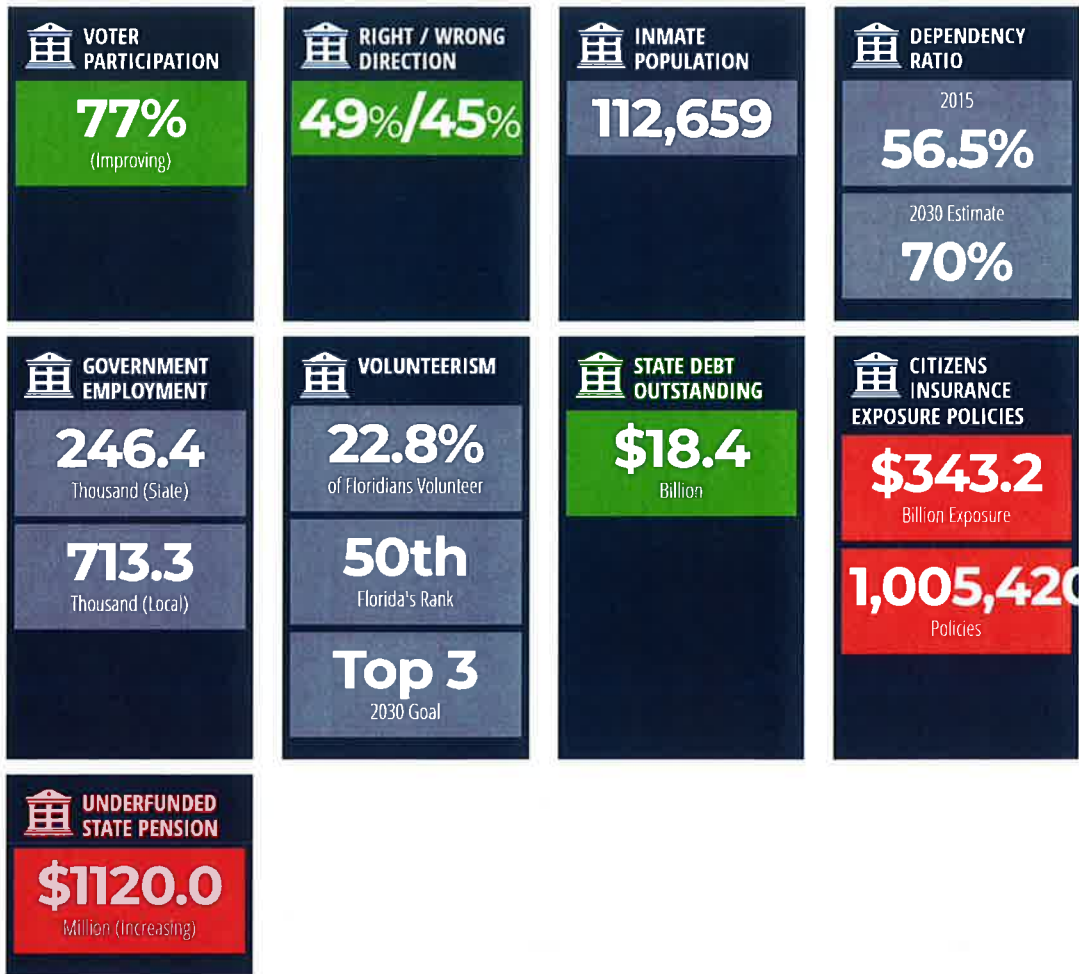 VOTER
PARTICIPATION
77%
(Improving)
RIGHT / WRONG
DIRECTION
49%/45%
INMATE
POPULATION
112,659
DEPENDENCY
RATIO
2015
56.5%
2030 Estimate
70%
GOVERNMENT
EMPLOYMENT
246.4
Thousand (State)
713.3
Thousand (Local)
VOLUNTEERISM
22.8%
of Floridians Volunteer
50th
Florida's Rank
Top 3
2030 Goal
STATE DEBT
OUTSTANDING
$18.4
Billion
CITIZENS
INSURANCE
EXPOSURE POLICIES
$343.2
Billion Exposure
1,005,420
Policies
UNDERFUNDED
STATE PENSION
$1120.0
Million (Increasing)